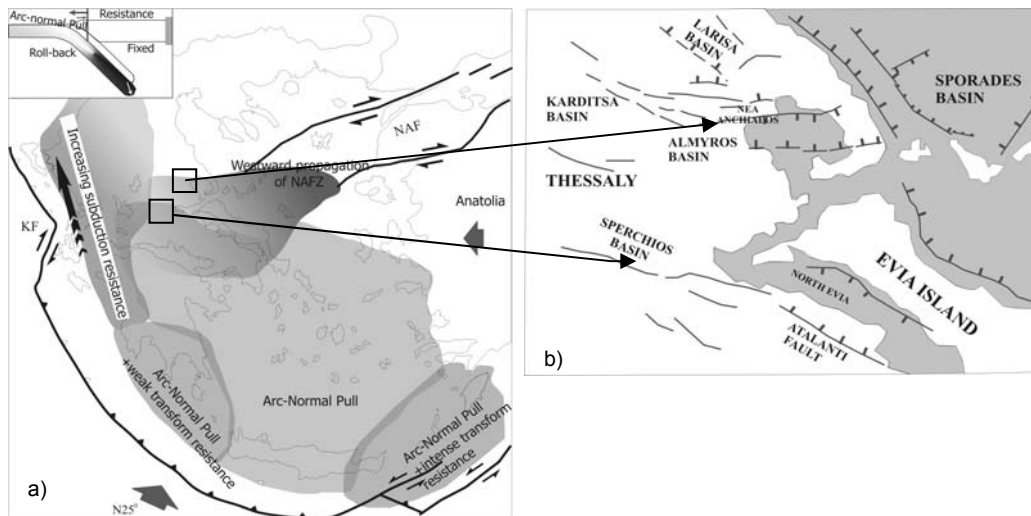 Arc-normal Pull
Resistance
Roll-back
Fixed
NAF
Westward propagation
of NAFZ
Anatolia
KF
Increasing subduction resistance
Arc-Normal Pull
+weak transform resistance
Arc-Normal Pull
Arc-Normal Pull
+intense transform
resistance
N25°
a)
LARISA
BASIN
SPORADES
BASIN
KARDITSA
BASIN
NEA
ANCHIALOS
ALMYROS
BASIN
THESSALY
SPERCHIOS
BASIN
EVIA ISLAND
NORTH EVIA
ATALANTI
FAULT
b)